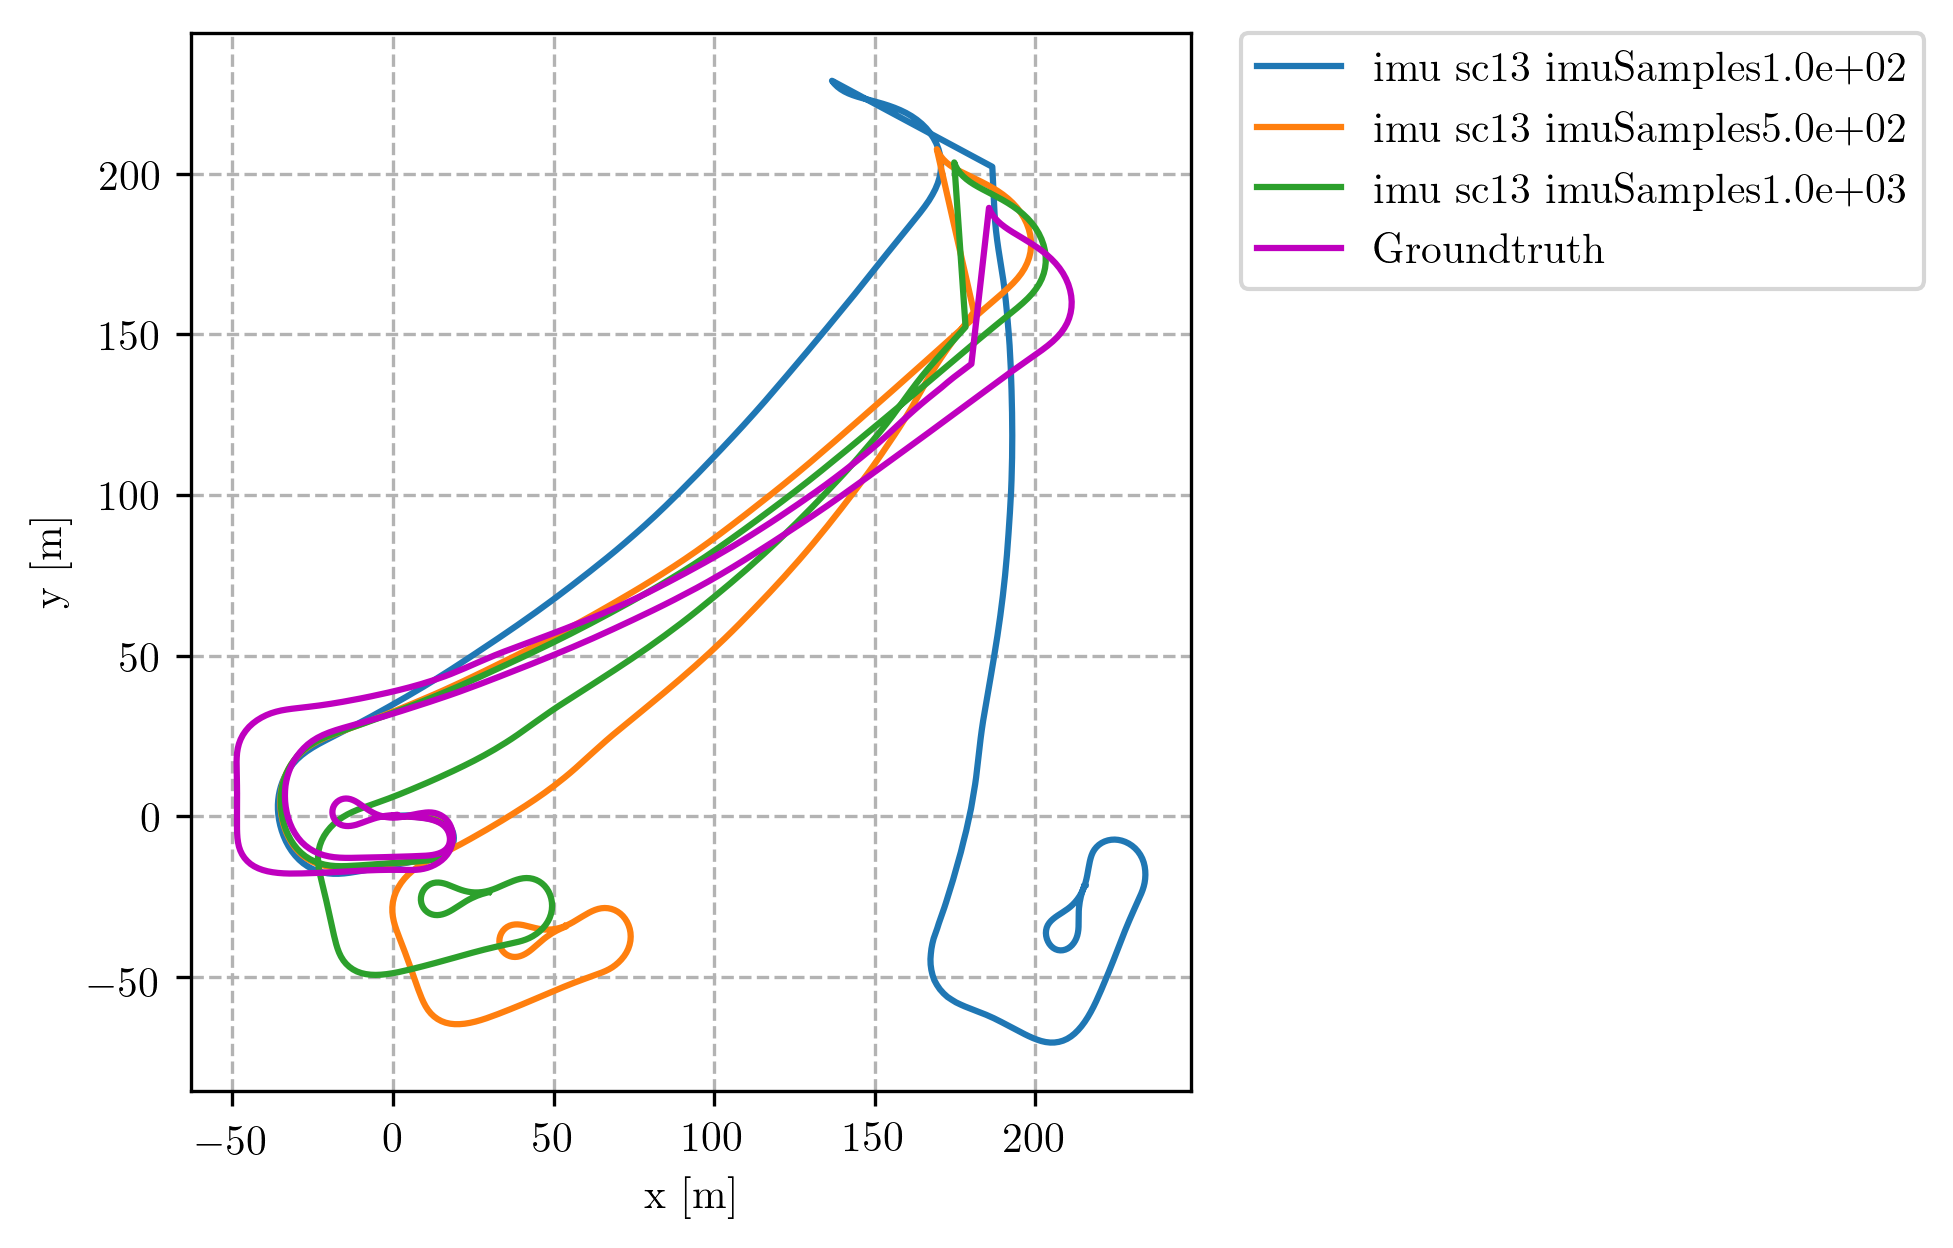 imu sc13 imuSamples1.0e+02
imu sc13 imuSamples5.0e+02
imu sc13 imuSamples1.0e+03
Groundtruth
200
150
100
50
0
−50
y [m]
−50 0 50 100 150 200
x [m]